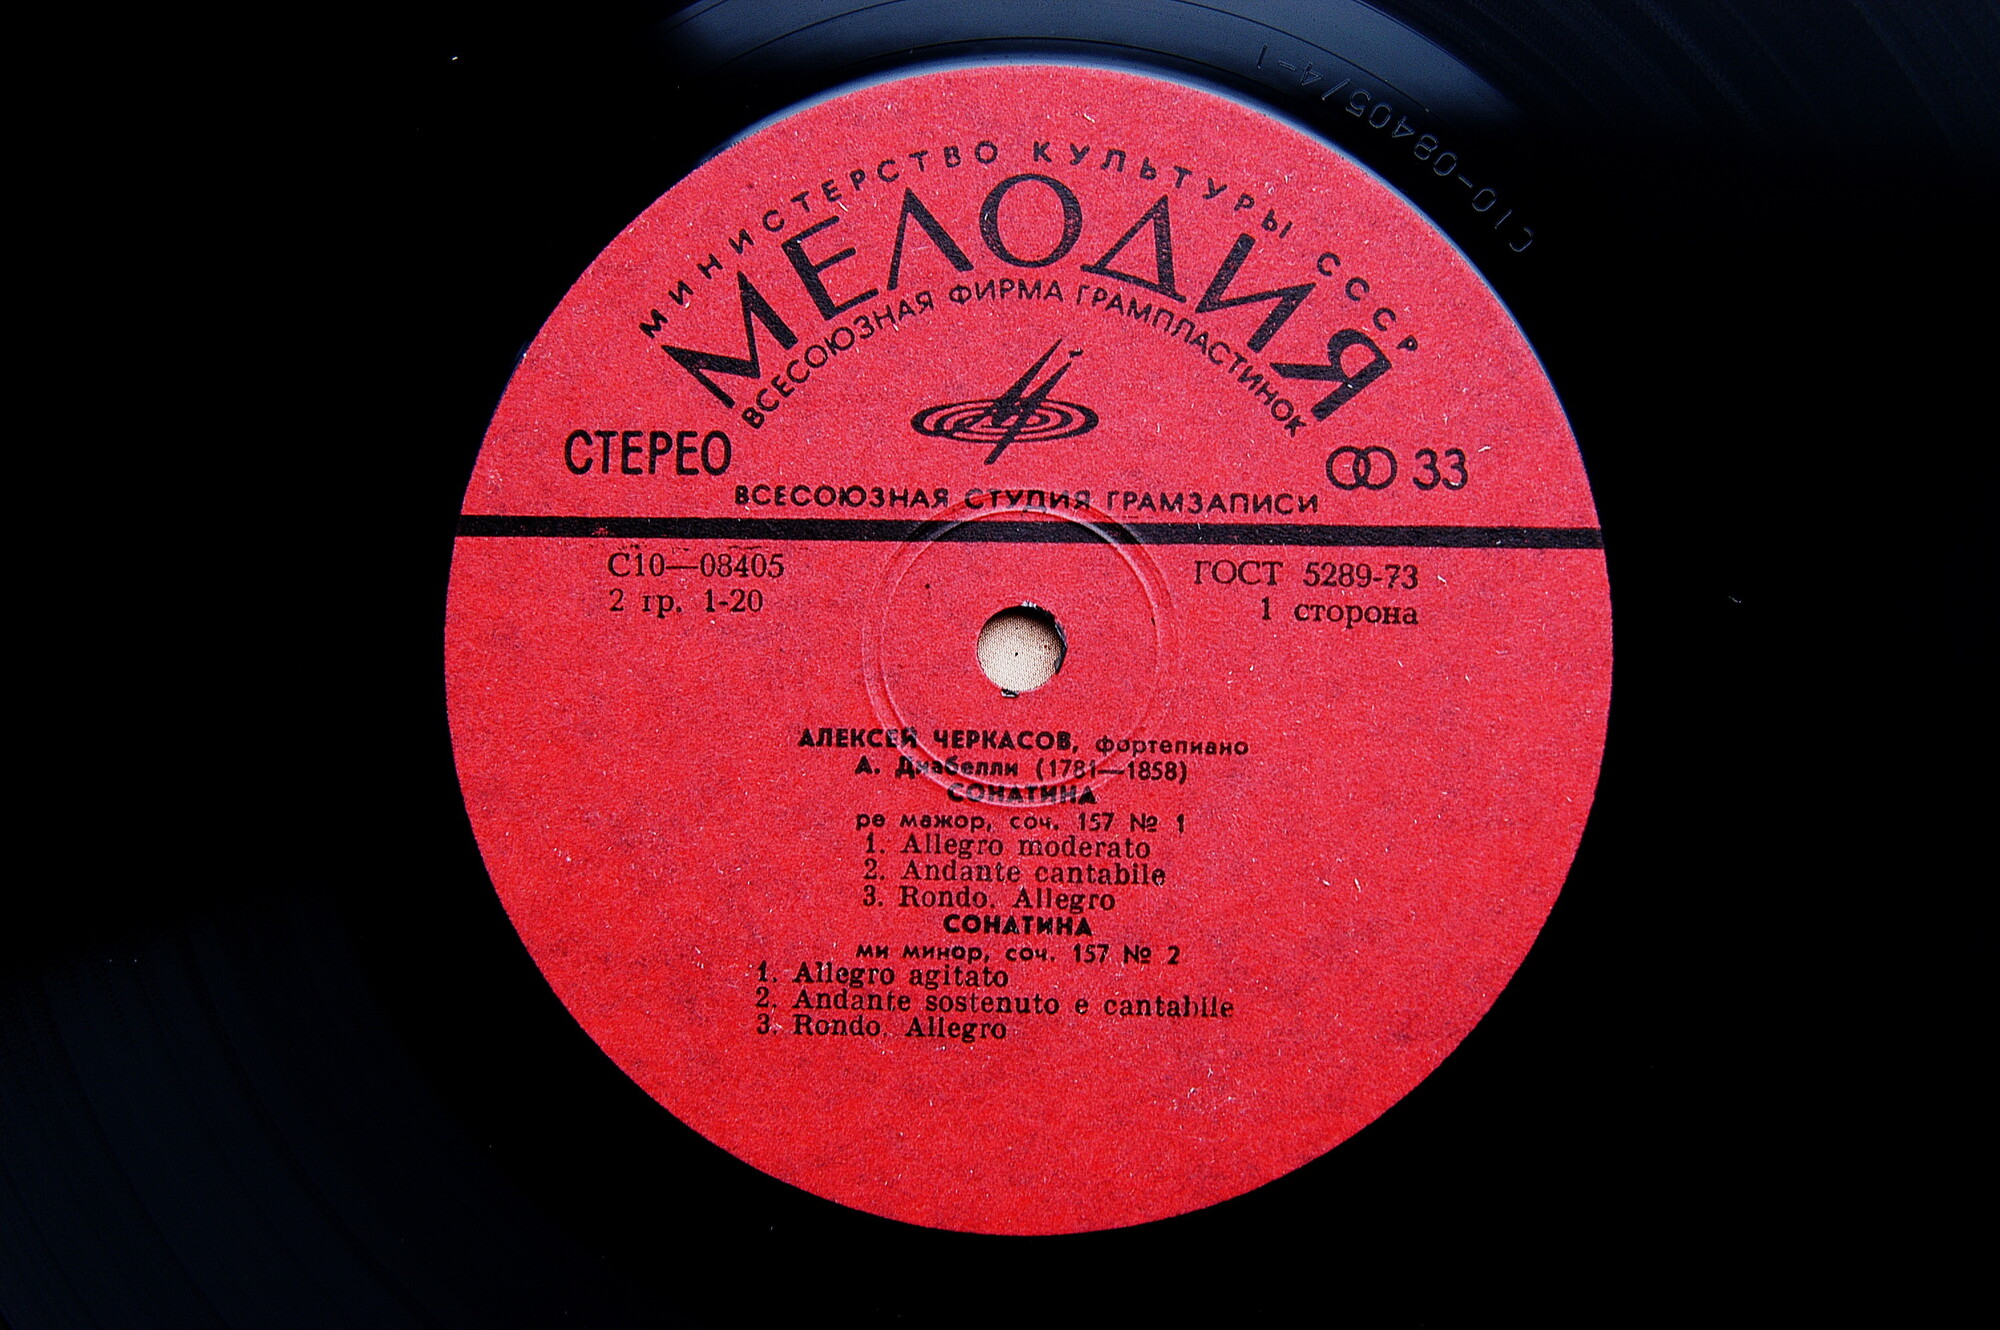 С10-08405/4-1
МИНИСТЕРСТВО КУЛЬТУРЫ СССР
МЕЛОДИЯ
ВСЕСОЮЗНАЯ ФИРМА ГРАМПЛАСТИНОК
СТЕРЕО
33
ВСЕСОЮЗНАЯ СТУДИЯ ГРАМЗАПИСИ
С10—08405
2 гр. 1-20
ГОСТ 5289-73
1 сторона
АЛЕКСЕЙ ЧЕРКАСОВ, фортепиано
А. Диабелли (1781—1858)
СОНАТИНА
ре мажор, соч. 157 № 1
1. Allegro moderato
2. Andante cantabile
3. Rondo. Allegro
СОНАТИНА
ми минор, соч. 157 № 2
1. Allegro agitato
2. Andante sostenuto e cantabile
3. Rondo. Allegro